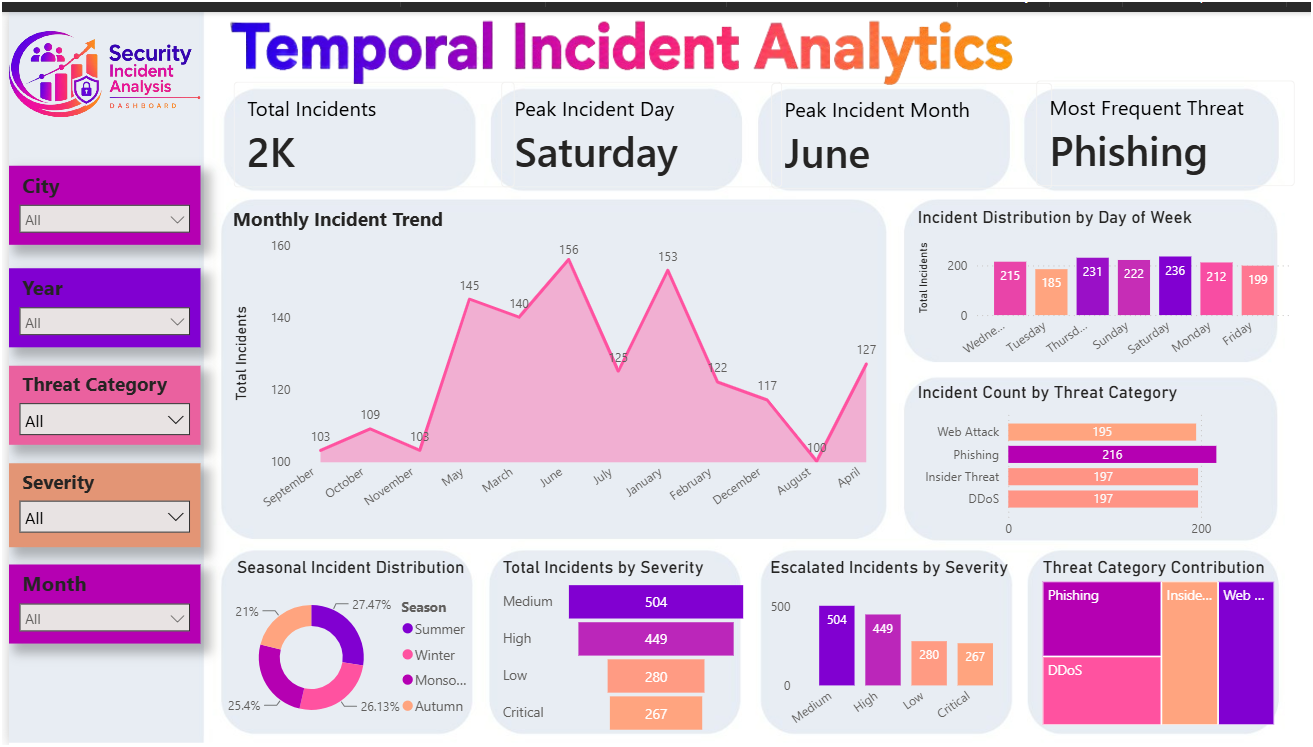 Security
Incident
Analysis
DASHBOARD
Temporal Incident Analytics
Total Incidents
2K
Peak Incident Day
Saturday
Peak Incident Month
June
Most Frequent Threat
Phishing
City
All
Year
All
Threat Category
All
Severity
All
Month
All
Monthly Incident Trend
Total Incidents
160
140
120
100
103
109
103
145
140
156
125
153
122
117
100
127
September
October
November
May
March
June
July
January
February
December
August
April
Incident Distribution by Day of Week
Total Incidents
200
0
215
185
231
222
236
212
199
Wedne...
Tuesday
Thursd...
Sunday
Saturday
Monday
Friday
Incident Count by Threat Category
Web Attack
195
Phishing
216
Insider Threat
197
DDoS
197
0
200
Seasonal Incident Distribution
27.47%
26.13%
25.4%
21%
Season
Summer
Winter
Monso...
Autumn
Total Incidents by Severity
Medium
504
High
449
Low
280
Critical
267
Escalated Incidents by Severity
500
0
504
449
280
267
Medium
High
Low
Critical
Threat Category Contribution
Phishing
Inside...
Web ...
DDoS